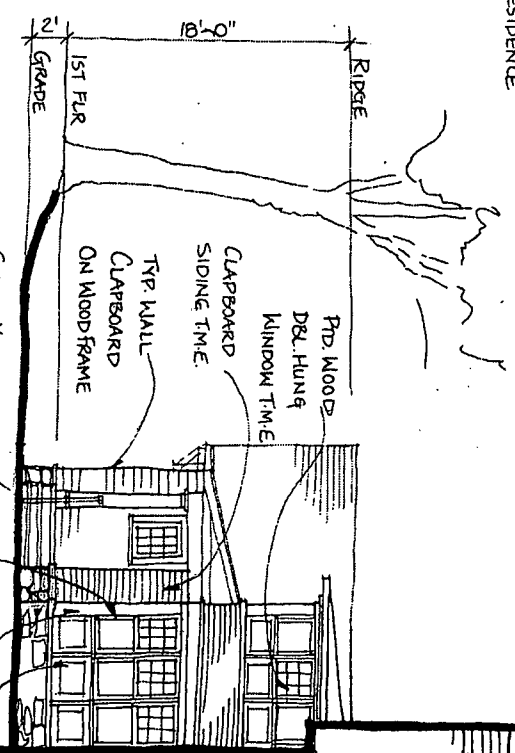 2'
18'-0"
GRADE
1ST FLR
RIDGE
PTD. WOOD
DBL. HUNG
WINDOW T.M.E.
CLAPBOARD
SIDING T.M.E.
TYP. WALL
CLAPBOARD
ON WOOD FRAME